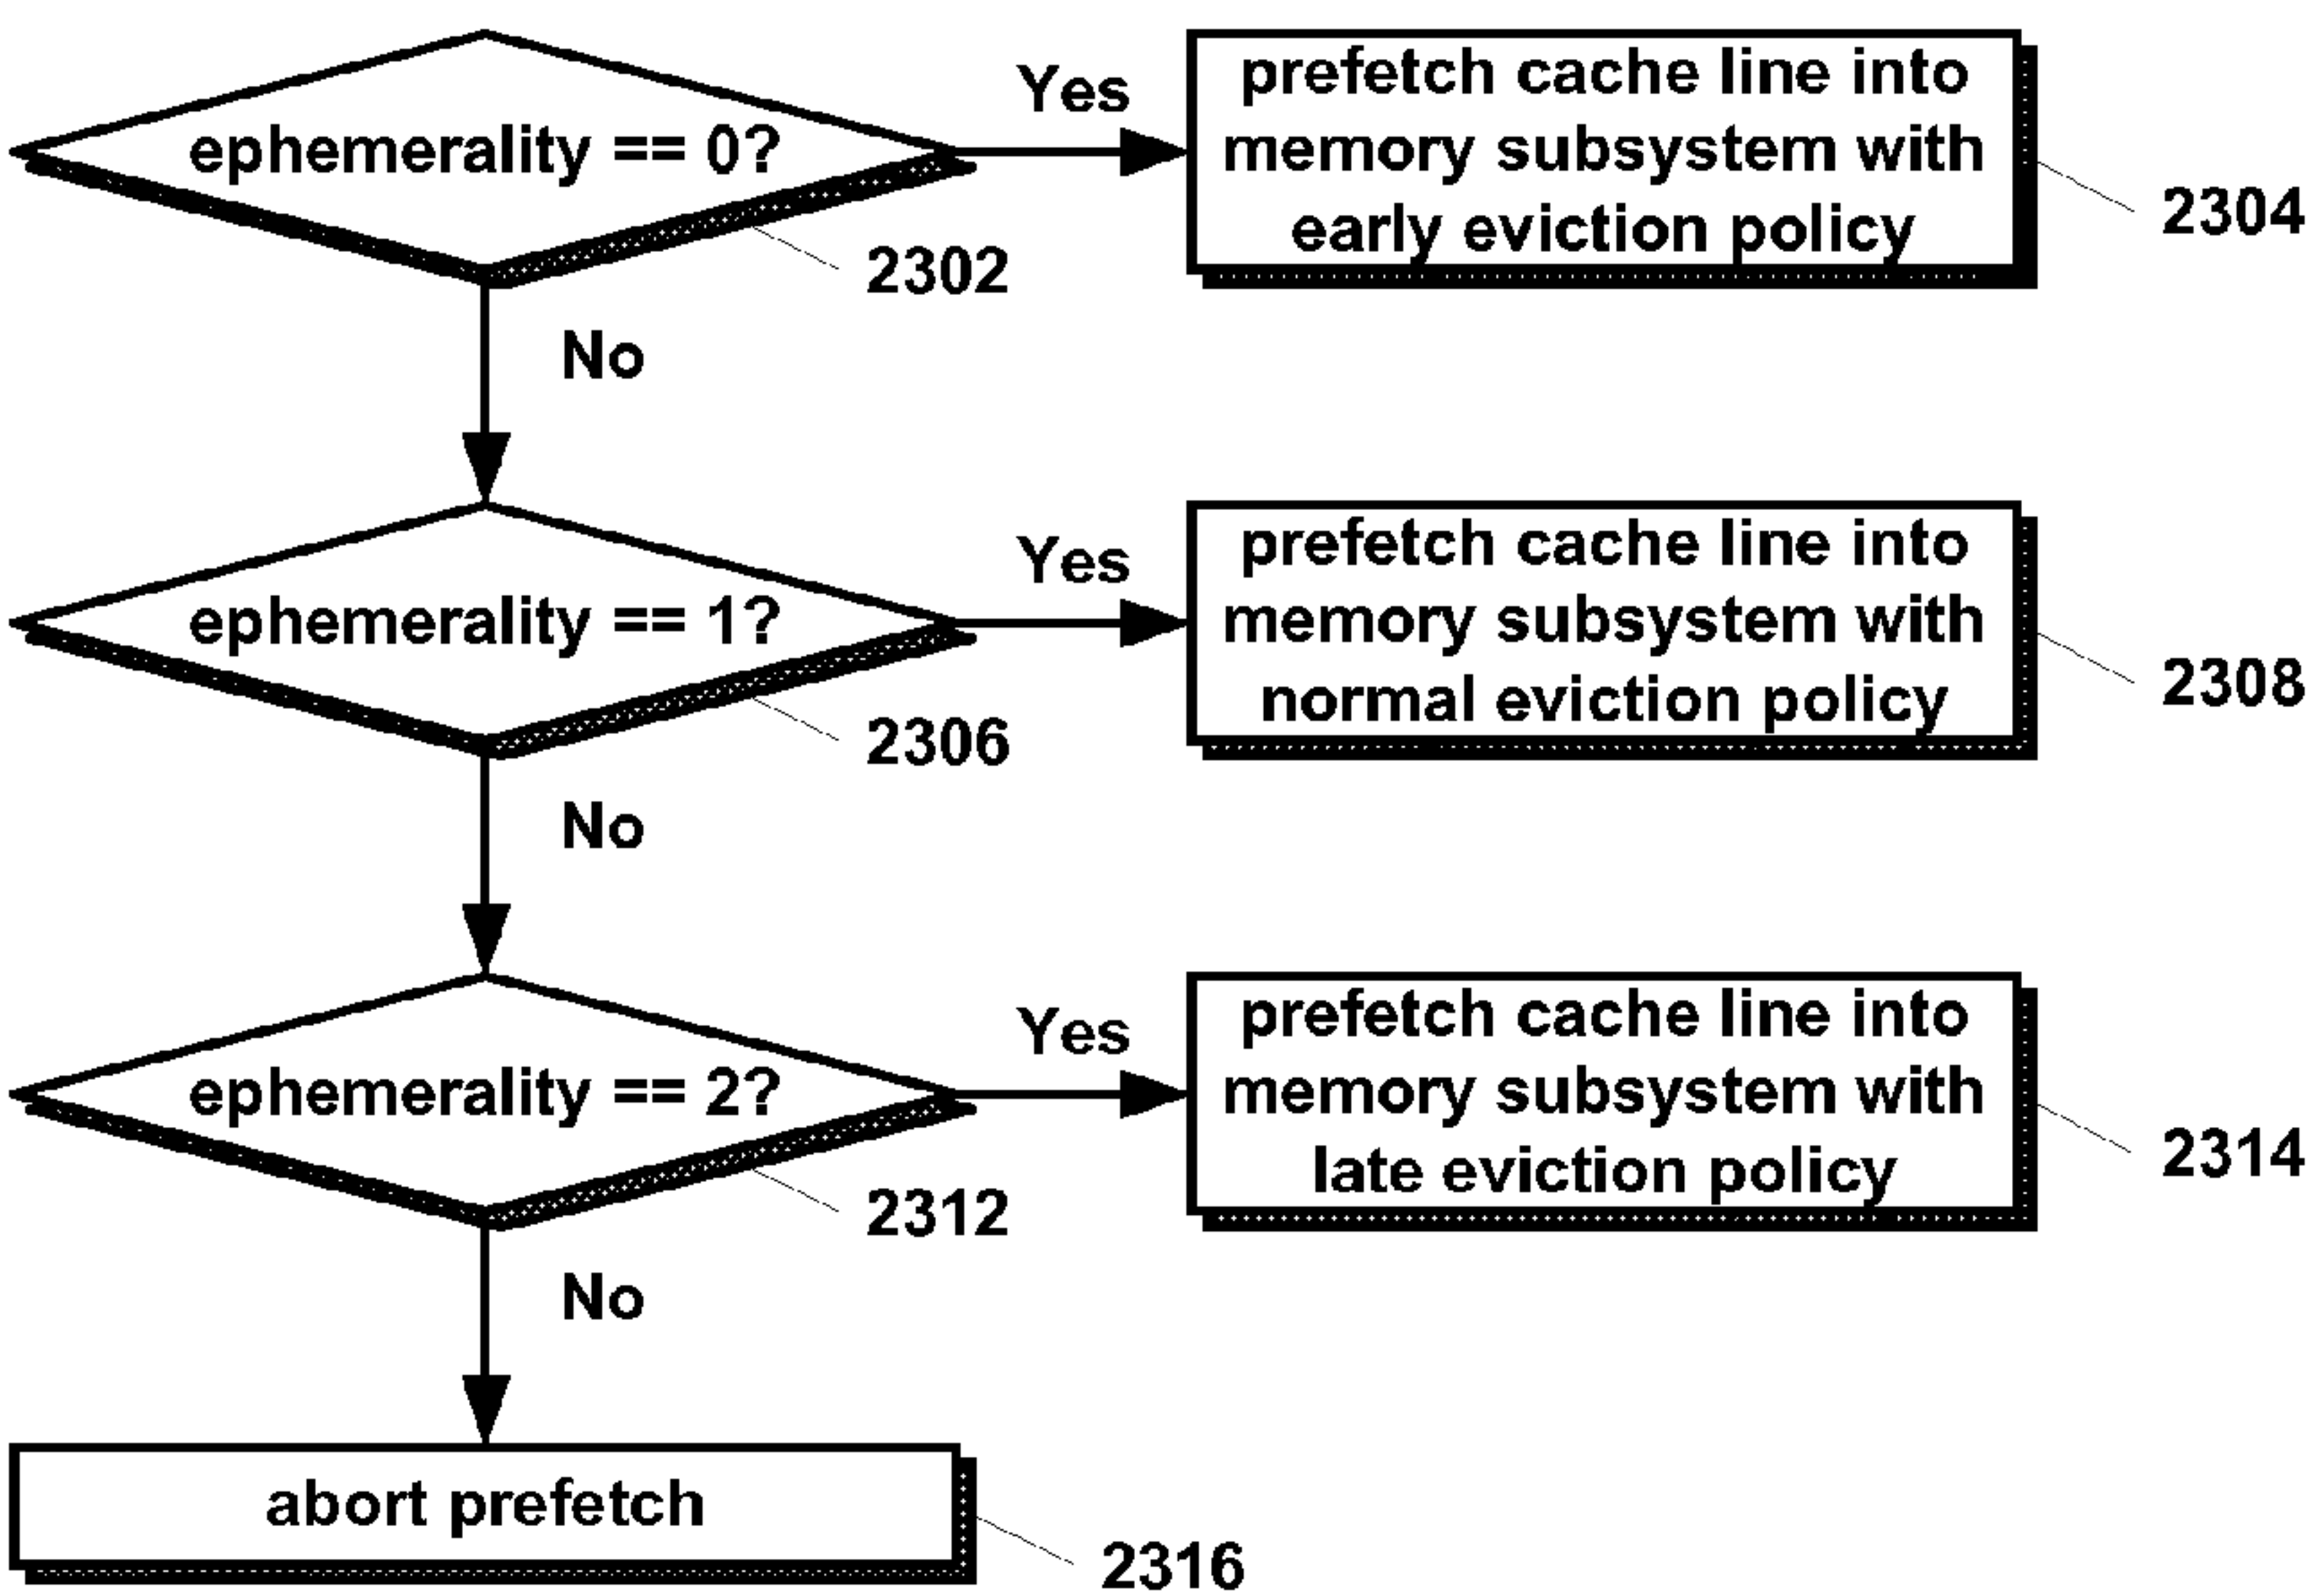 ephemerality == 0?
Yes
prefetch cache line into
memory subsystem with
early eviction policy
2304
2302
No
ephemerality == 1?
Yes
prefetch cache line into
memory subsystem with
normal eviction policy
2308
2306
No
ephemerality == 2?
Yes
prefetch cache line into
memory subsystem with
late eviction policy
2314
2312
No
abort prefetch
2316